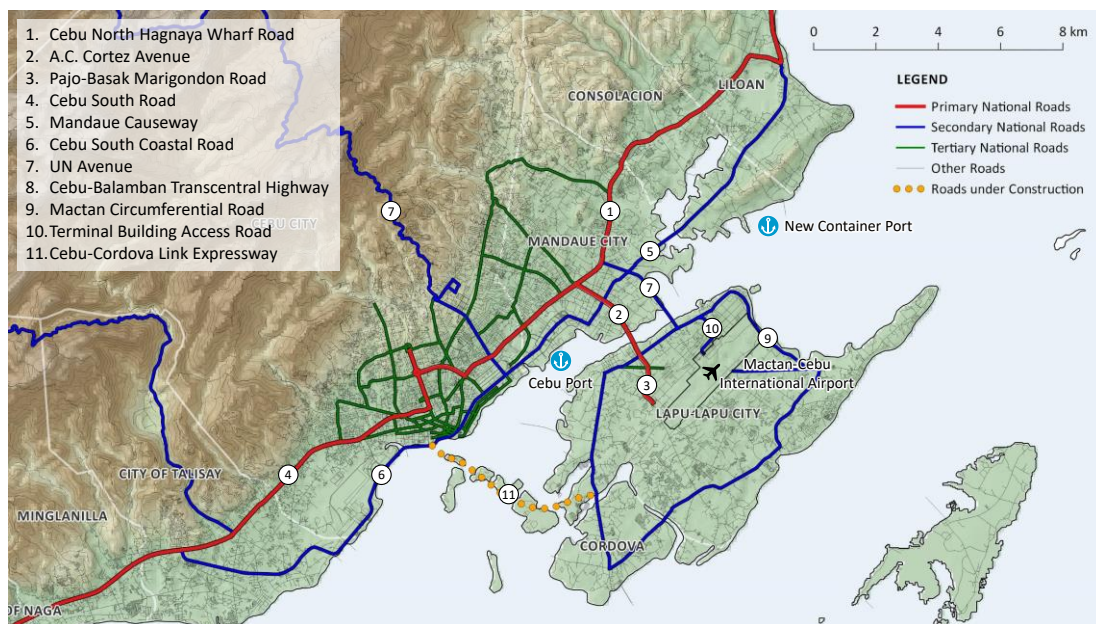 1. Cebu North Hagnaya Wharf Road
2. A.C. Cortez Avenue
3. Pajo-Basak Marigondon Road
4. Cebu South Road
5. Mandaue Causeway
6. Cebu South Coastal Road
7. UN Avenue
8. Cebu-Balamban Transcentral Highway
9. Mactan Circumferential Road
10. Terminal Building Access Road
11. Cebu-Cordova Link Expressway
0 2 4 6 8 km
LEGEND
Primary National Roads
Secondary National Roads
Tertiary National Roads
Other Roads
Roads under Construction
LILOAN
CONSOLACION
7
1
CEBU CITY
New Container Port
MANDAUE CITY
5
7
2
10
9
Cebu Port
Mactan-Cebu
International Airport
3
LAPU-LAPU CITY
CITY OF TALISAY
4
6
11
MINGLANILLA
CORDOVA
OF NAGA